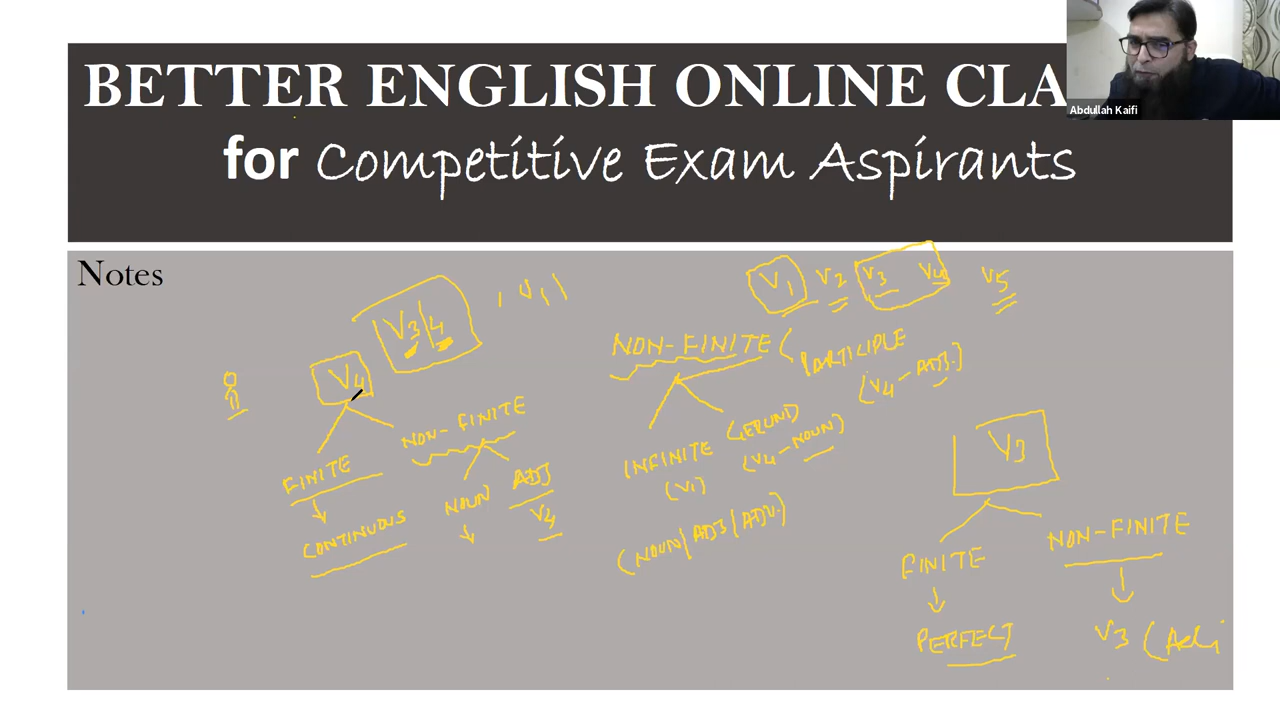 BETTER ENGLISH ONLINE CLA
for Competitive Exam Aspirants
Abdullah Kaifi
Notes
V1 V2 V3 V4 V5
V3|4 , V1
NON-FINITE (PARTICIPLE
(V4 - ADJ.)
V4
FINITE NON-FINITE
CONTINUOUS
NOUN ADJ
V4
INFINITE
(V1)
(NOUN|ADJ|ADV.)
GERUND
(V4 - NOUN)
V3
FINITE NON-FINITE
PERFECT V3 (Adj